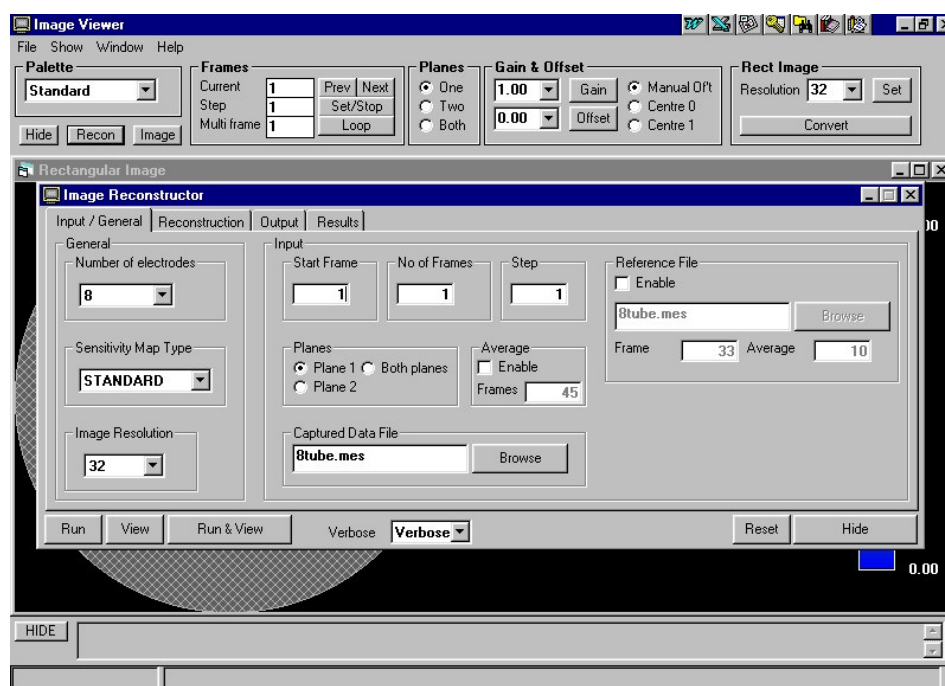 Image Viewer
File Show Window Help
Palette
Standard
Hide Recon Image
Frames
Current 1 Prev Next
Step 1 Set/Stop
Multi frame 1 Loop
Planes
One
Two
Both
Gain & Offset
1.00 Gain Manual Of't
0.00 Offset Centre 0
Centre 1
Rect Image
Resolution 32 Set
Convert
Rectangular Image
Image Reconstructor
Input / General Reconstruction Output Results
General
Number of electrodes
8
Sensitivity Map Type
STANDARD
Image Resolution
32
Input
Start Frame No of Frames Step
1 1 1
Planes
Plane 1 Both planes
Plane 2
Average
Enable
Frames 45
Captured Data File
8tube.mes Browse
Reference File
Enable
8tube.mes Browse
Frame 33 Average 10
Run View Run & View Verbose Verbose Reset Hide
0.00
HIDE